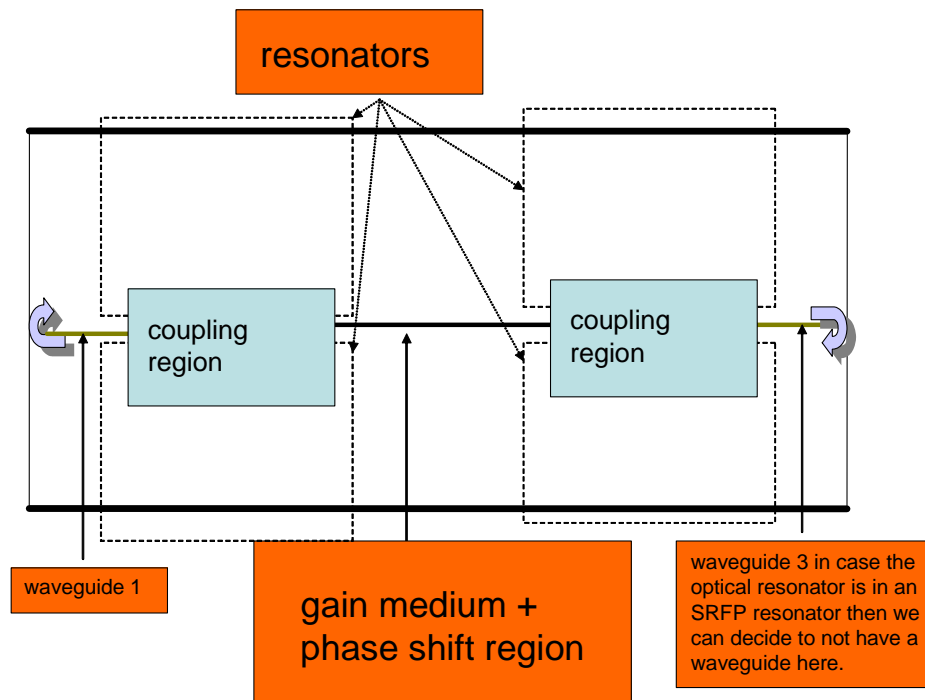 resonators
coupling
region
coupling
region
waveguide 1
gain medium +
phase shift region
waveguide 3 in case the
optical resonator is in an
SRFP resonator then we
can decide to not have a
waveguide here.